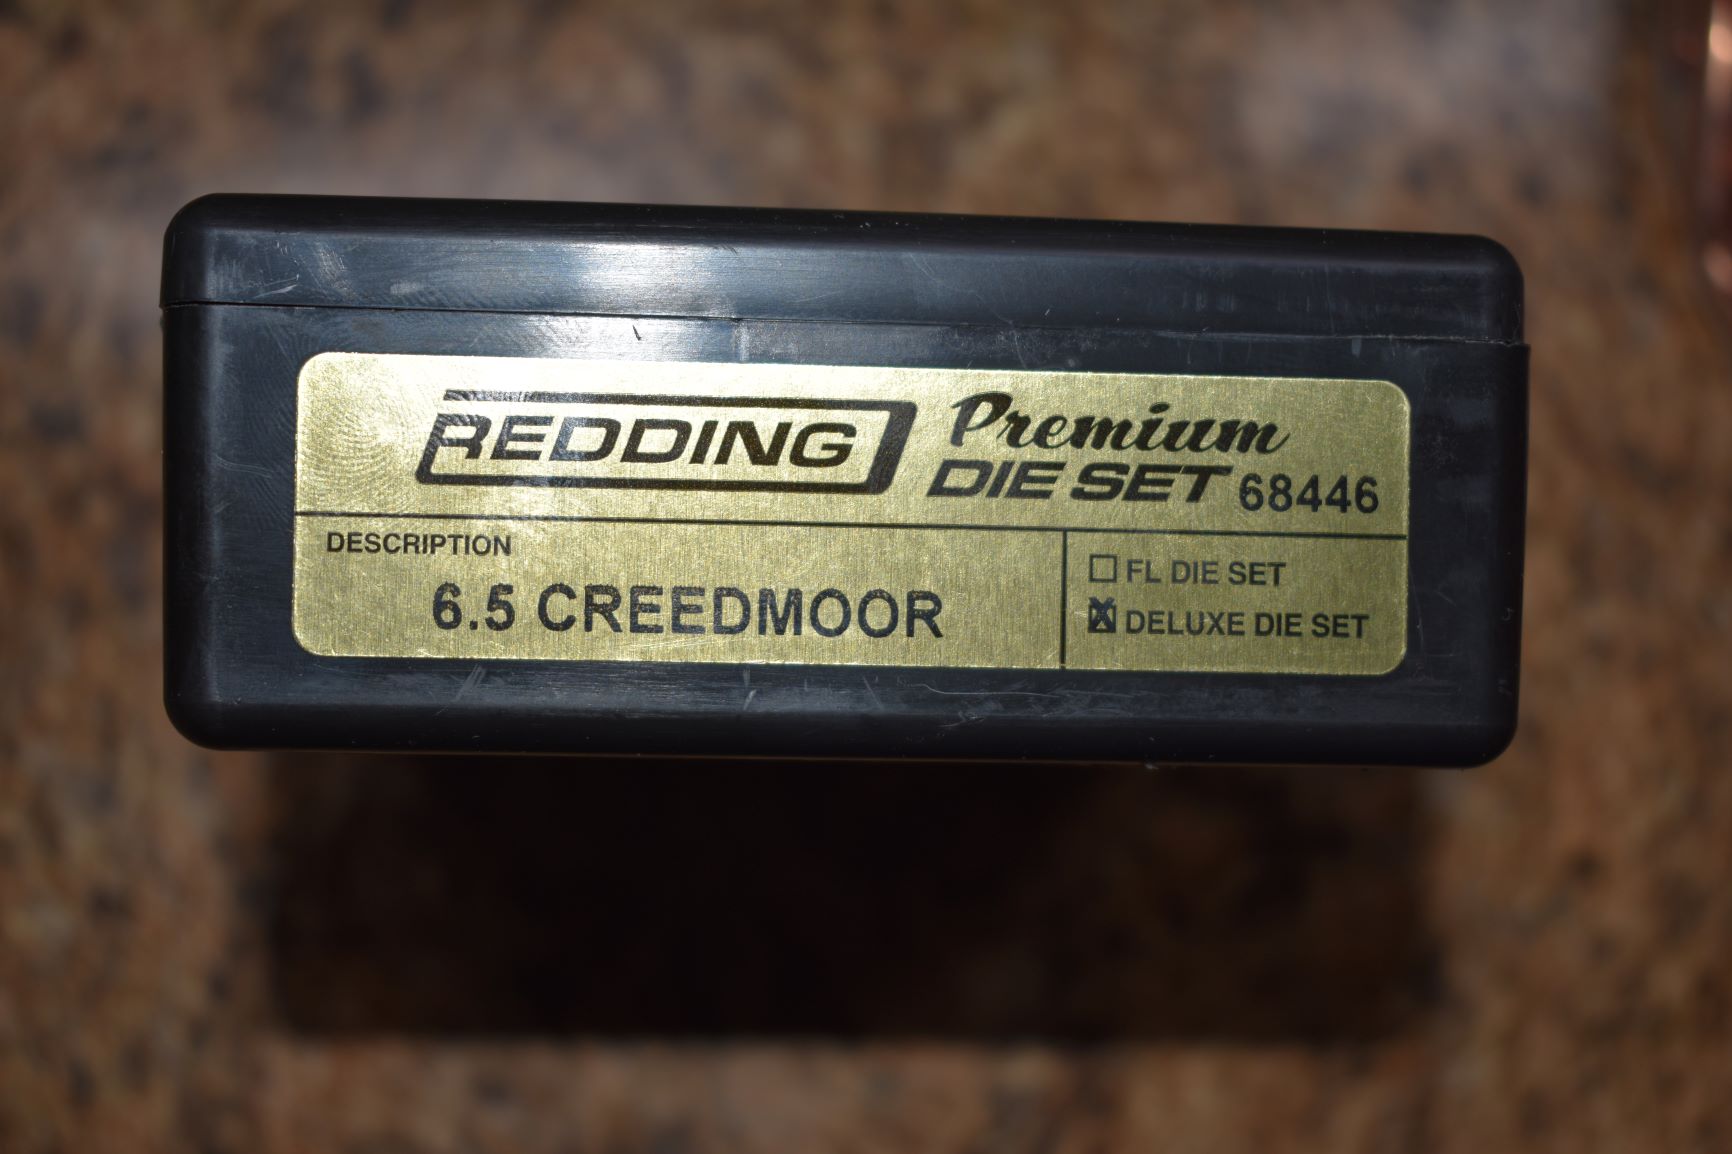 REDDING
Premium
DIE SET 68446
DESCRIPTION
6.5 CREEDMOOR
FL DIE SET
DELUXE DIE SET